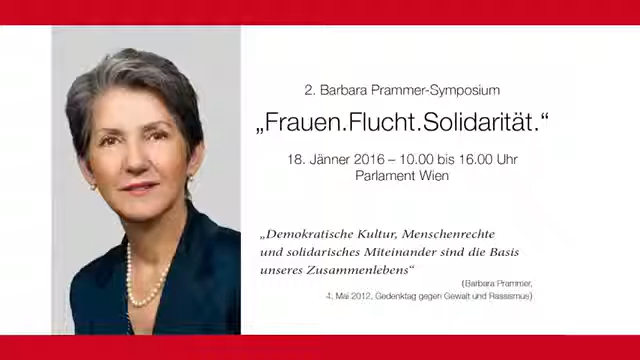 2. Barbara Prammer-Symposium
„Frauen.Flucht.Solidarität.“
18. Jänner 2016 – 10.00 bis 16.00 Uhr
Parlament Wien
„Demokratische Kultur, Menschenrechte
und solidarisches Miteinander sind die Basis
unseres Zusammenlebens“
(Barbara Prammer,
4. Mai 2012, Gedenktag gegen Gewalt und Rassismus)